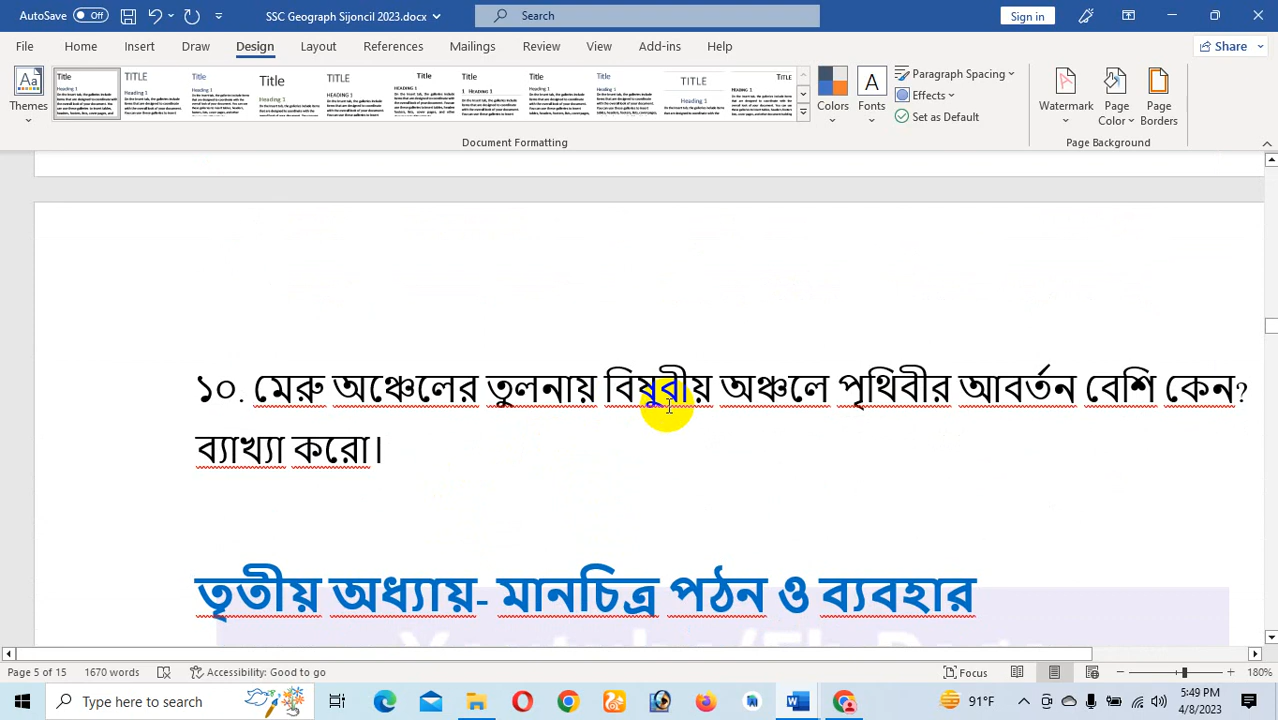 AutoSave Off SSC Geograph Sijoncil 2023.docx Search Sign in
File Home Insert Draw Design Layout References Mailings Review View Add-ins Help Share
Themes Colors Fonts Paragraph Spacing Effects Set as Default Watermark Page Color Page Borders
Document Formatting Page Background
১০. মেরু অঞ্চেলের তুলনায় বিষুবীয় অঞ্চলে পৃথিবীর আবর্তন বেশি কেন?
ব্যাখ্যা করো।
তৃতীয় অধ্যায়- মানচিত্র পঠন ও ব্যবহার
Page 5 of 15 1670 words Accessibility: Good to go Focus 180%
Type here to search 91°F 5:49 PM
4/8/2023